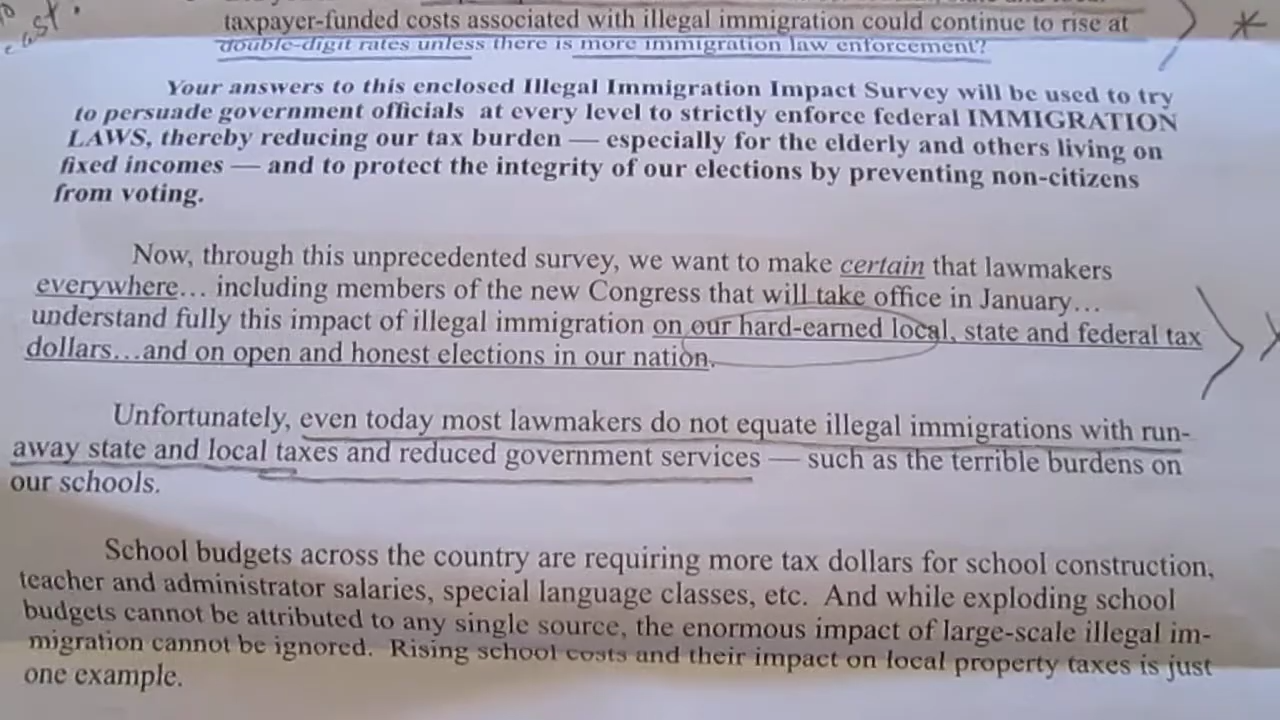 taxpayer-funded costs associated with illegal immigration could continue to rise at
double-digit rates unless there is more immigration law enforcement?
Your answers to this enclosed Illegal Immigration Impact Survey will be used to try
to persuade government officials at every level to strictly enforce federal IMMIGRATION
LAWS, thereby reducing our tax burden — especially for the elderly and others living on
fixed incomes — and to protect the integrity of our elections by preventing non-citizens
from voting.
Now, through this unprecedented survey, we want to make certain that lawmakers
everywhere... including members of the new Congress that will take office in January...
understand fully this impact of illegal immigration on our hard-earned local, state and federal tax
dollars...and on open and honest elections in our nation.
Unfortunately, even today most lawmakers do not equate illegal immigrations with run-
away state and local taxes and reduced government services — such as the terrible burdens on
our schools.
School budgets across the country are requiring more tax dollars for school construction,
teacher and administrator salaries, special language classes, etc. And while exploding school
budgets cannot be attributed to any single source, the enormous impact of large-scale illegal im-
migration cannot be ignored. Rising school costs and their impact on local property taxes is just
one example.